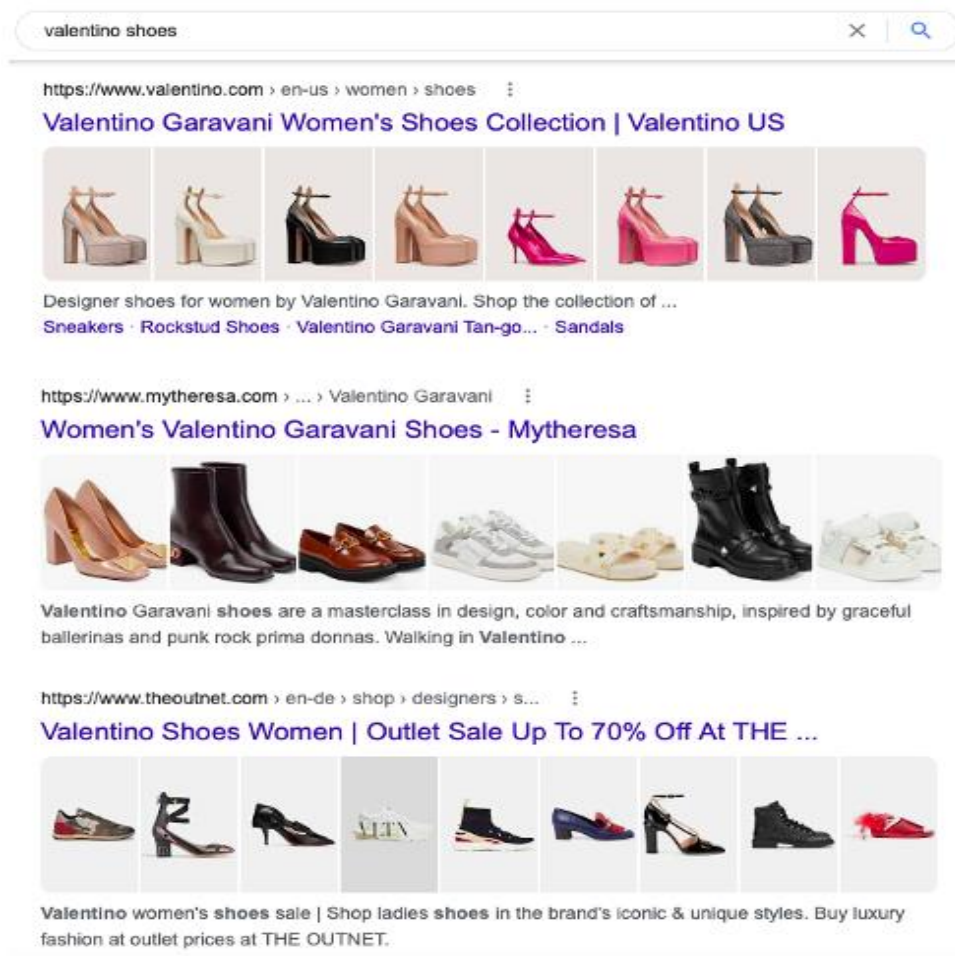 valentino shoes
https://www.valentino.com › en-us › women › shoes
Valentino Garavani Women's Shoes Collection | Valentino US
Designer shoes for women by Valentino Garavani. Shop the collection of ...
Sneakers · Rockstud Shoes · Valentino Garavani Tan-go... · Sandals
https://www.mytheresa.com › ... › Valentino Garavani
Women's Valentino Garavani Shoes - Mytheresa
Valentino Garavani shoes are a masterclass in design, color and craftsmanship, inspired by graceful
ballerinas and punk rock prima donnas. Walking in Valentino ...
https://www.theoutnet.com › en-de › shop › designers › s...
Valentino Shoes Women | Outlet Sale Up To 70% Off At THE ...
VLTN
Valentino women's shoes sale | Shop ladies shoes in the brand's iconic & unique styles. Buy luxury
fashion at outlet prices at THE OUTNET.